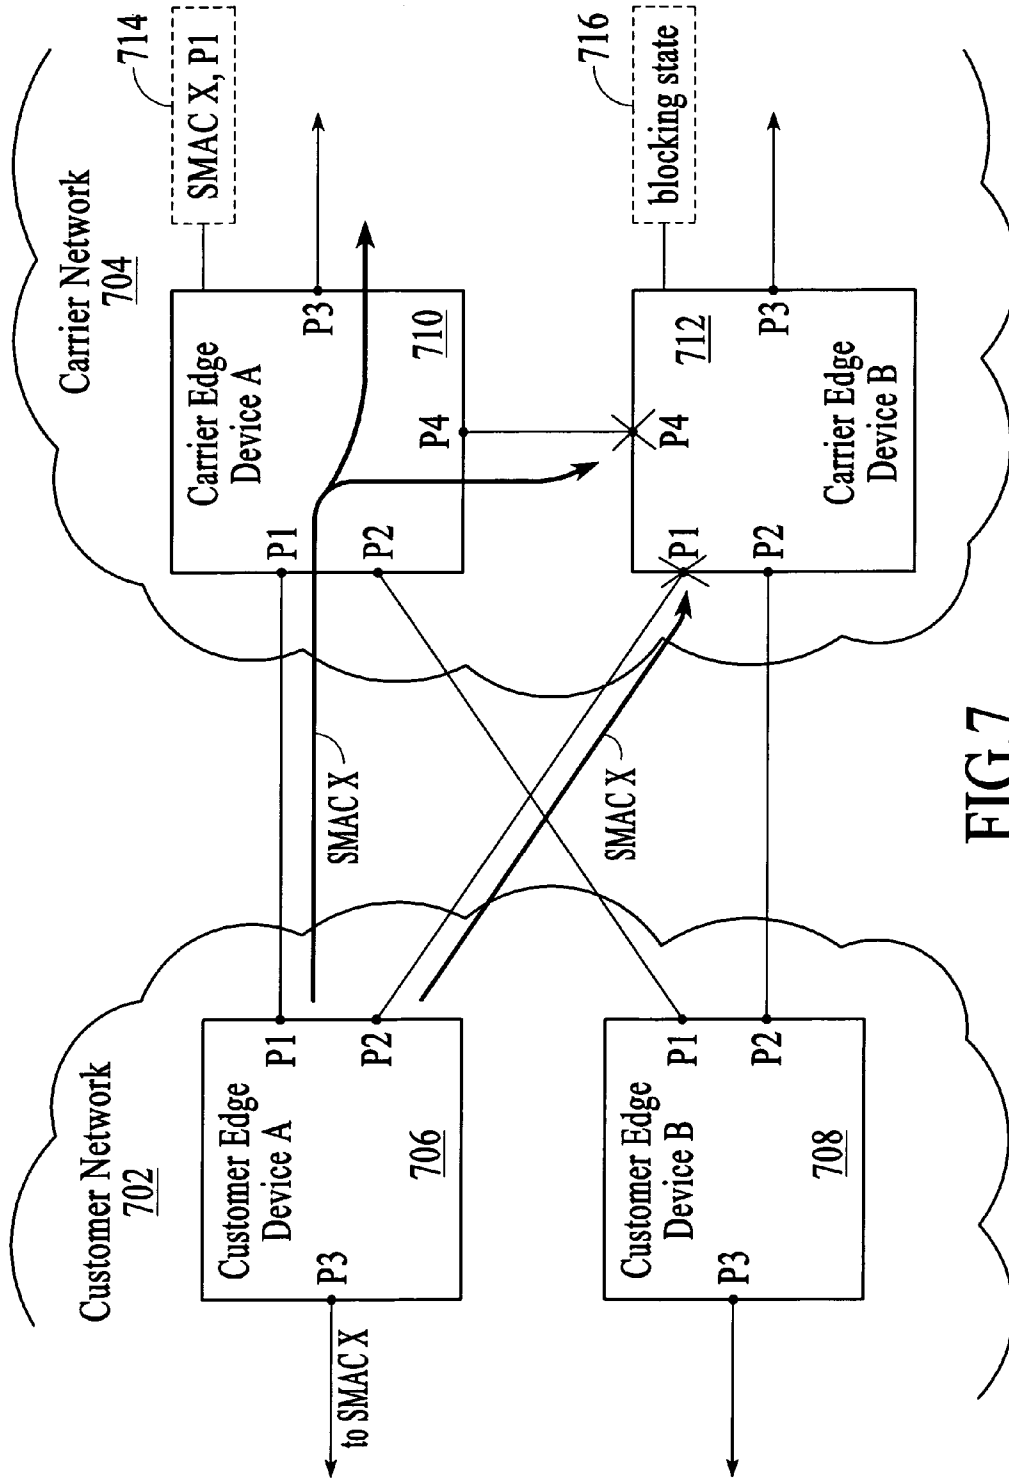 Customer Network
702
Carrier Network
704
714
SMAC X, P1
Customer Edge
Device A
706
P1
P2
P3
to SMAC X
SMAC X
Carrier Edge
Device A
710
P1
P2
P3
P4
716
blocking state
Customer Edge
Device B
708
P1
P2
P3
SMAC X
Carrier Edge
Device B
712
P1
P2
P3
P4
FIG.7